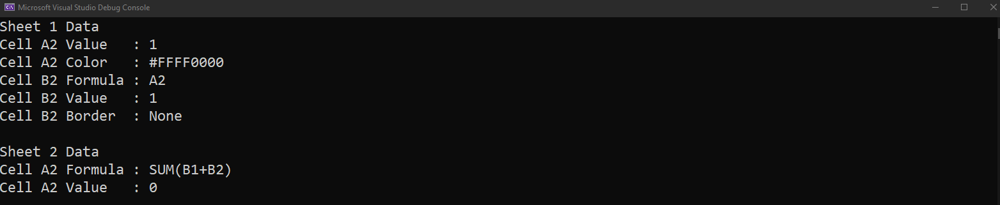 Microsoft Visual Studio Debug Console
Sheet 1 Data
Cell A2 Value   : 1
Cell A2 Color   : #FFFF0000
Cell B2 Formula : A2
Cell B2 Value   : 1
Cell B2 Border  : None
Sheet 2 Data
Cell A2 Formula : SUM(B1+B2)
Cell A2 Value   : 0